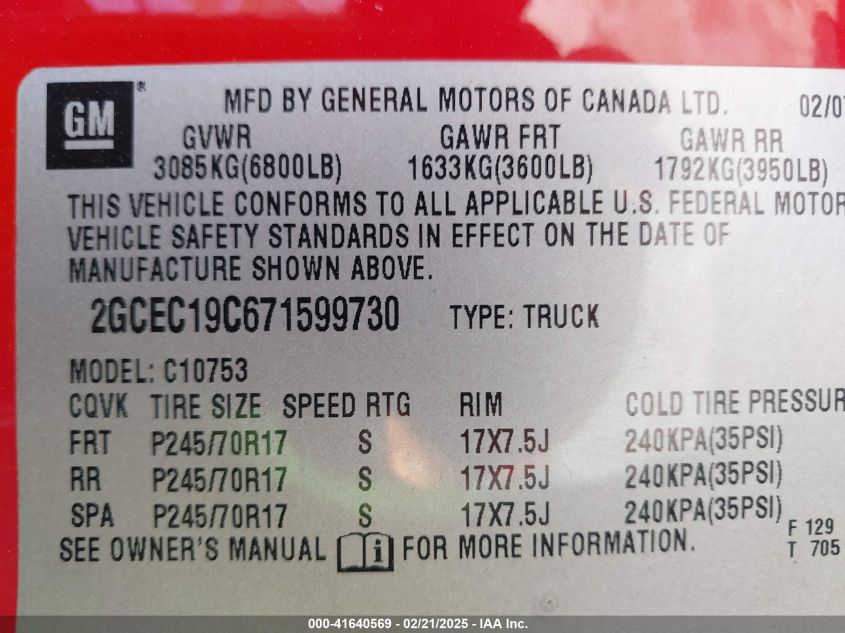 GM ® MFD BY GENERAL MOTORS OF CANADA LTD. 02/07
GVWR GAWR FRT GAWR RR
3085KG(6800LB) 1633KG(3600LB) 1792KG(3950LB)
THIS VEHICLE CONFORMS TO ALL APPLICABLE U.S. FEDERAL MOTOR
VEHICLE SAFETY STANDARDS IN EFFECT ON THE DATE OF
MANUFACTURE SHOWN ABOVE.
2GCEC19C671599730 TYPE: TRUCK
MODEL: C10753
CQVK TIRE SIZE SPEED RTG RIM COLD TIRE PRESSUR
FRT P245/70R17 S 17X7.5J 240KPA(35PSI)
RR P245/70R17 S 17X7.5J 240KPA(35PSI)
SPA P245/70R17 S 17X7.5J 240KPA(35PSI)
F 129
SEE OWNER'S MANUAL i FOR MORE INFORMATION. T 705
000-41640569 / 02/21/2025 - IAA Inc.